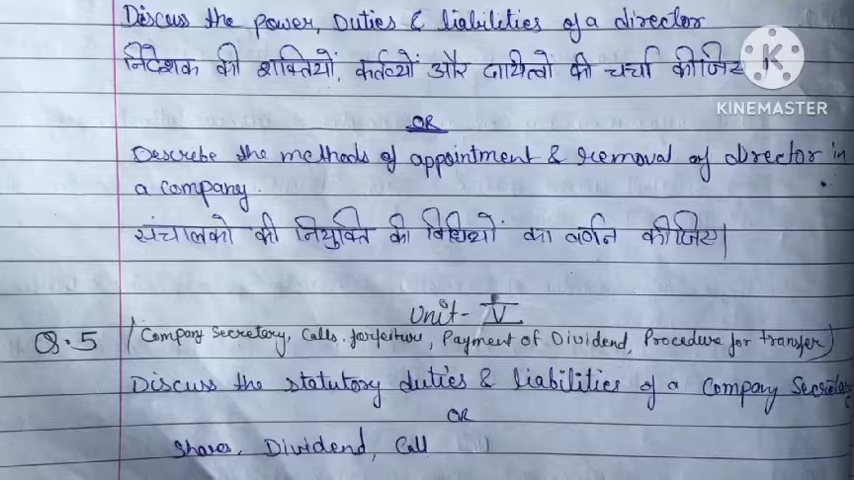 Discuss the power, Duties & liabilities of a director
निदेशक की शक्तियों, कर्तव्यों और दायित्वो की चर्चा कीजिए ।
KINEMASTER
OR
Describe the methods of appointment & removal of director in
a company.
संचालको की नियुक्ति की विधियों का वर्णन कीजिए|
Unit- V
Q.5 (Company Secretary, Calls. forfeiture, Payment of Dividend, Procedure for transfer)
Discuss the statutory duties & liabilities of a Company Secretary
OR
Shares, Dividend, Call